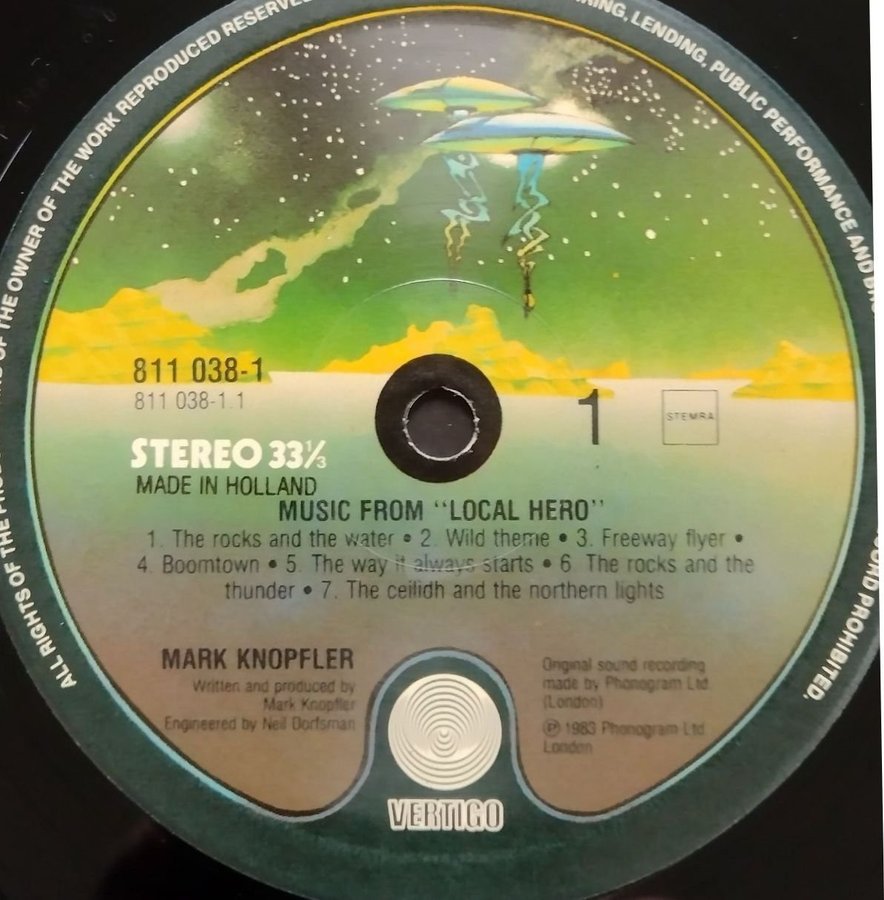 ALL RIGHTS OF THE
OF THE OWNER OF THE WORK REPRODUCED RESERVED
LENDING, PUBLIC PERFORMANCE AND
PROHIBITED.
811 038-1
811 038-1.1
1
STEMRA
STEREO 33⅓
MADE IN HOLLAND
MUSIC FROM "LOCAL HERO"
1. The rocks and the water • 2. Wild theme • 3. Freeway flyer •
4. Boomtown • 5. The way it always starts • 6. The rocks and the
thunder • 7. The ceilidh and the northern lights
MARK KNOPFLER
Written and produced by
Mark Knopfler
Engineered by Neil Dorfsman
Original sound recording
made by Phonogram Ltd
(London)
℗ 1983 Phonogram Ltd
London
VERTIGO